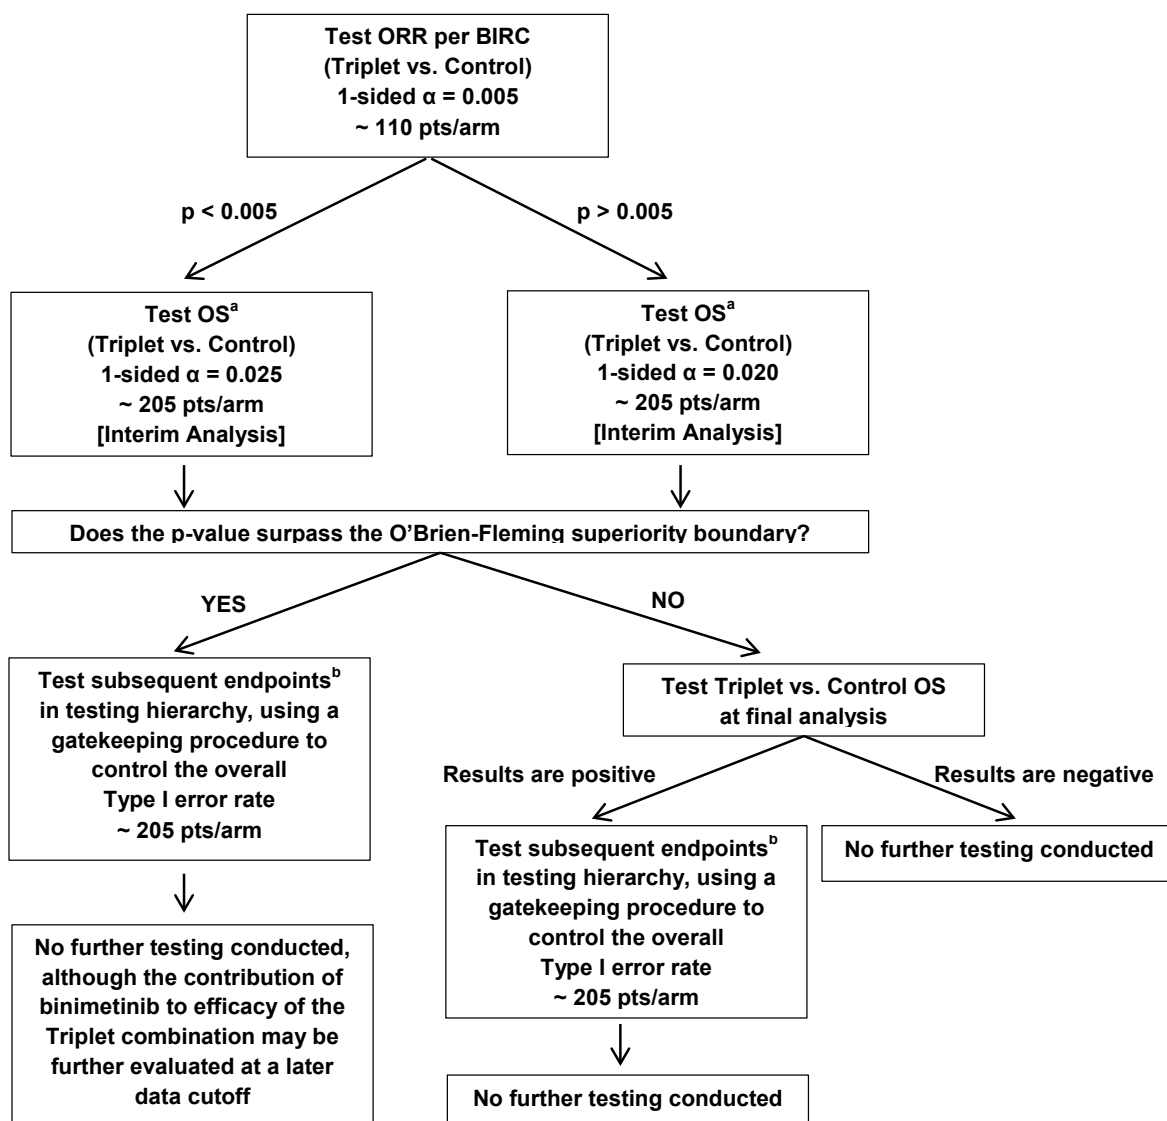 Test ORR per BIRC
(Triplet vs. Control)
1-sided α = 0.005
~ 110 pts/arm
p < 0.005
p > 0.005
Test OSᵃ
(Triplet vs. Control)
1-sided α = 0.025
~ 205 pts/arm
[Interim Analysis]
Test OSᵃ
(Triplet vs. Control)
1-sided α = 0.020
~ 205 pts/arm
[Interim Analysis]
Does the p-value surpass the O’Brien-Fleming superiority boundary?
YES
NO
Test subsequent endpointsᵇ
in testing hierarchy, using a
gatekeeping procedure to
control the overall
Type I error rate
~ 205 pts/arm
Test Triplet vs. Control OS
at final analysis
Results are positive
Results are negative
Test subsequent endpointsᵇ
in testing hierarchy, using a
gatekeeping procedure to
control the overall
Type I error rate
~ 205 pts/arm
No further testing conducted
No further testing conducted,
although the contribution of
binimetinib to efficacy of the
Triplet combination may be
further evaluated at a later
data cutoff
No further testing conducted